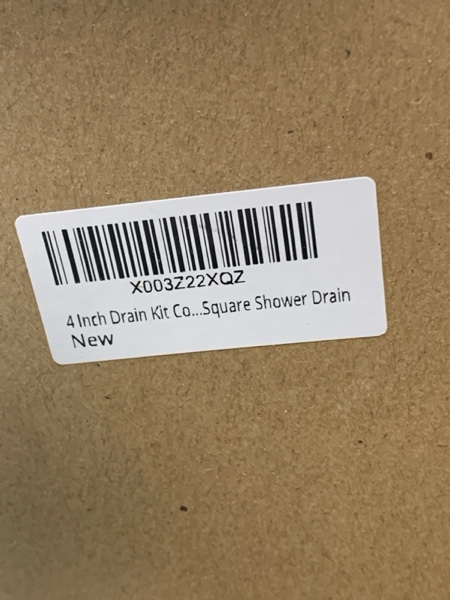 X003Z22XQZ
4 Inch Drain Kit Co...Square Shower Drain
New